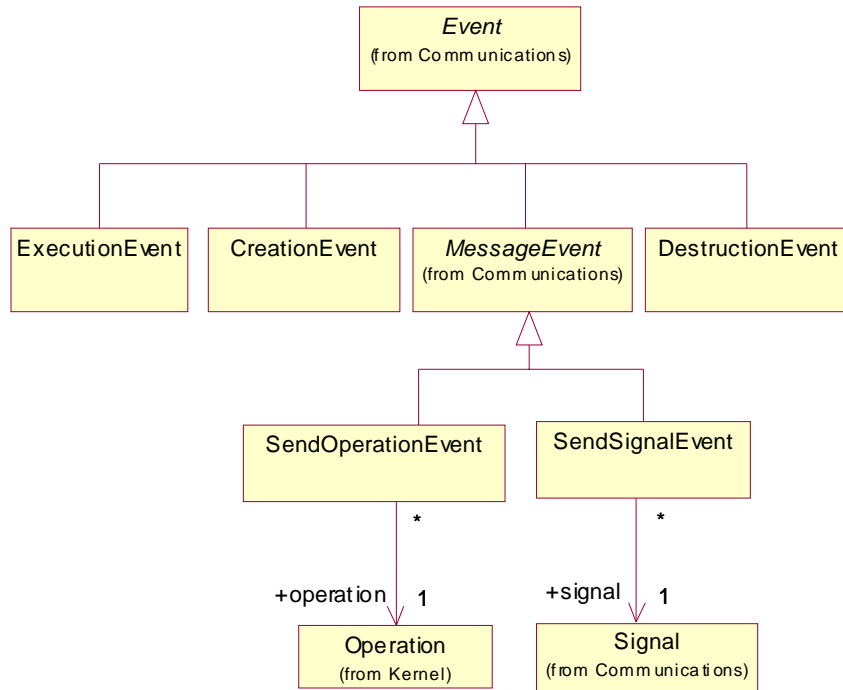 Event
(from Communications)
ExecutionEvent
CreationEvent
MessageEvent
(from Communications)
DestructionEvent
SendOperationEvent
SendSignalEvent
*
*
+operation
1
+signal
1
Operation
(from Kernel)
Signal
(from Communications)